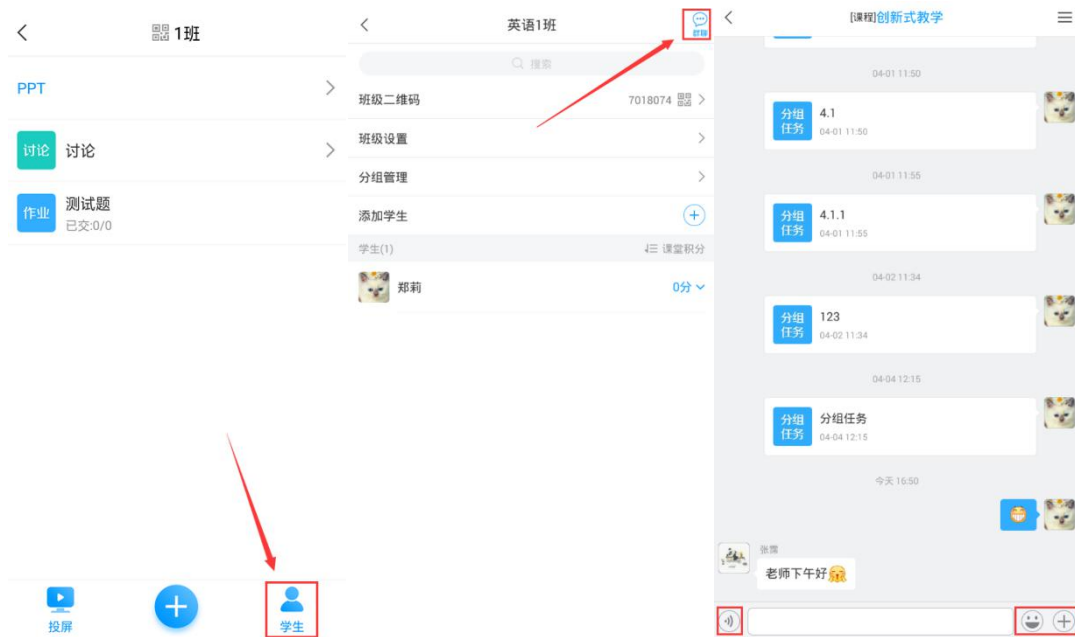 1班
PPT
讨论
讨论
作业
测试题
已交:0/0
投屏
学生
英语1班
群聊
搜索
班级二维码
7018074
班级设置
分组管理
添加学生
学生(1)
课堂积分
郑莉
0分
[课程]创新式教学
04-01 11:50
分组
任务
4.1
04-01 11:50
04-01 11:55
分组
任务
4.1.1
04-01 11:55
04-02 11:34
分组
任务
123
04-02 11:34
04-04 12:15
分组
任务
分组任务
04-04 12:15
今天 16:50
老师下午好